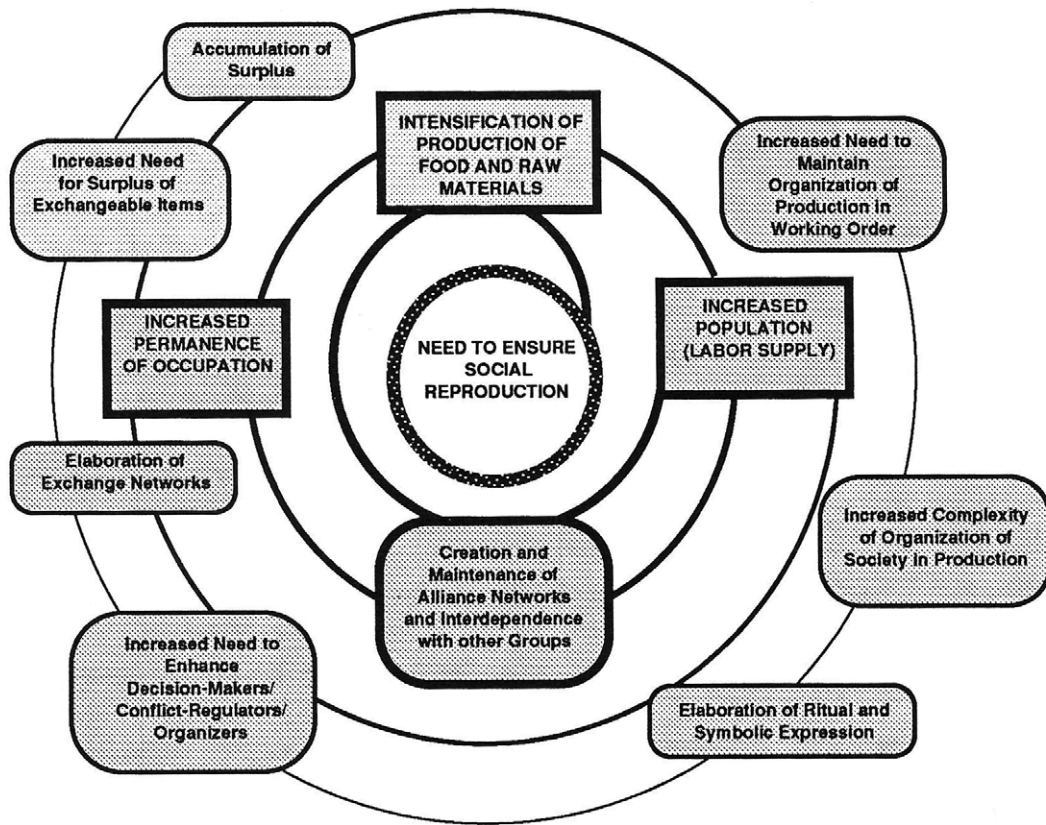 Accumulation of
Surplus
INTENSIFICATION OF
PRODUCTION OF
FOOD AND RAW
MATERIALS
Increased Need
for Surplus of
Exchangeable Items
Increased Need to
Maintain
Organization of
Production in
Working Order
INCREASED
PERMANENCE
OF OCCUPATION
NEED TO ENSURE
SOCIAL
REPRODUCTION
INCREASED
POPULATION
(LABOR SUPPLY)
Elaboration of
Exchange Networks
Creation and
Maintenance of
Alliance Networks
and Interdependence
with other Groups
Increased Complexity
of Organization of
Society in Production
Increased Need to
Enhance
Decision-Makers/
Conflict-Regulators/
Organizers
Elaboration of Ritual and
Symbolic Expression